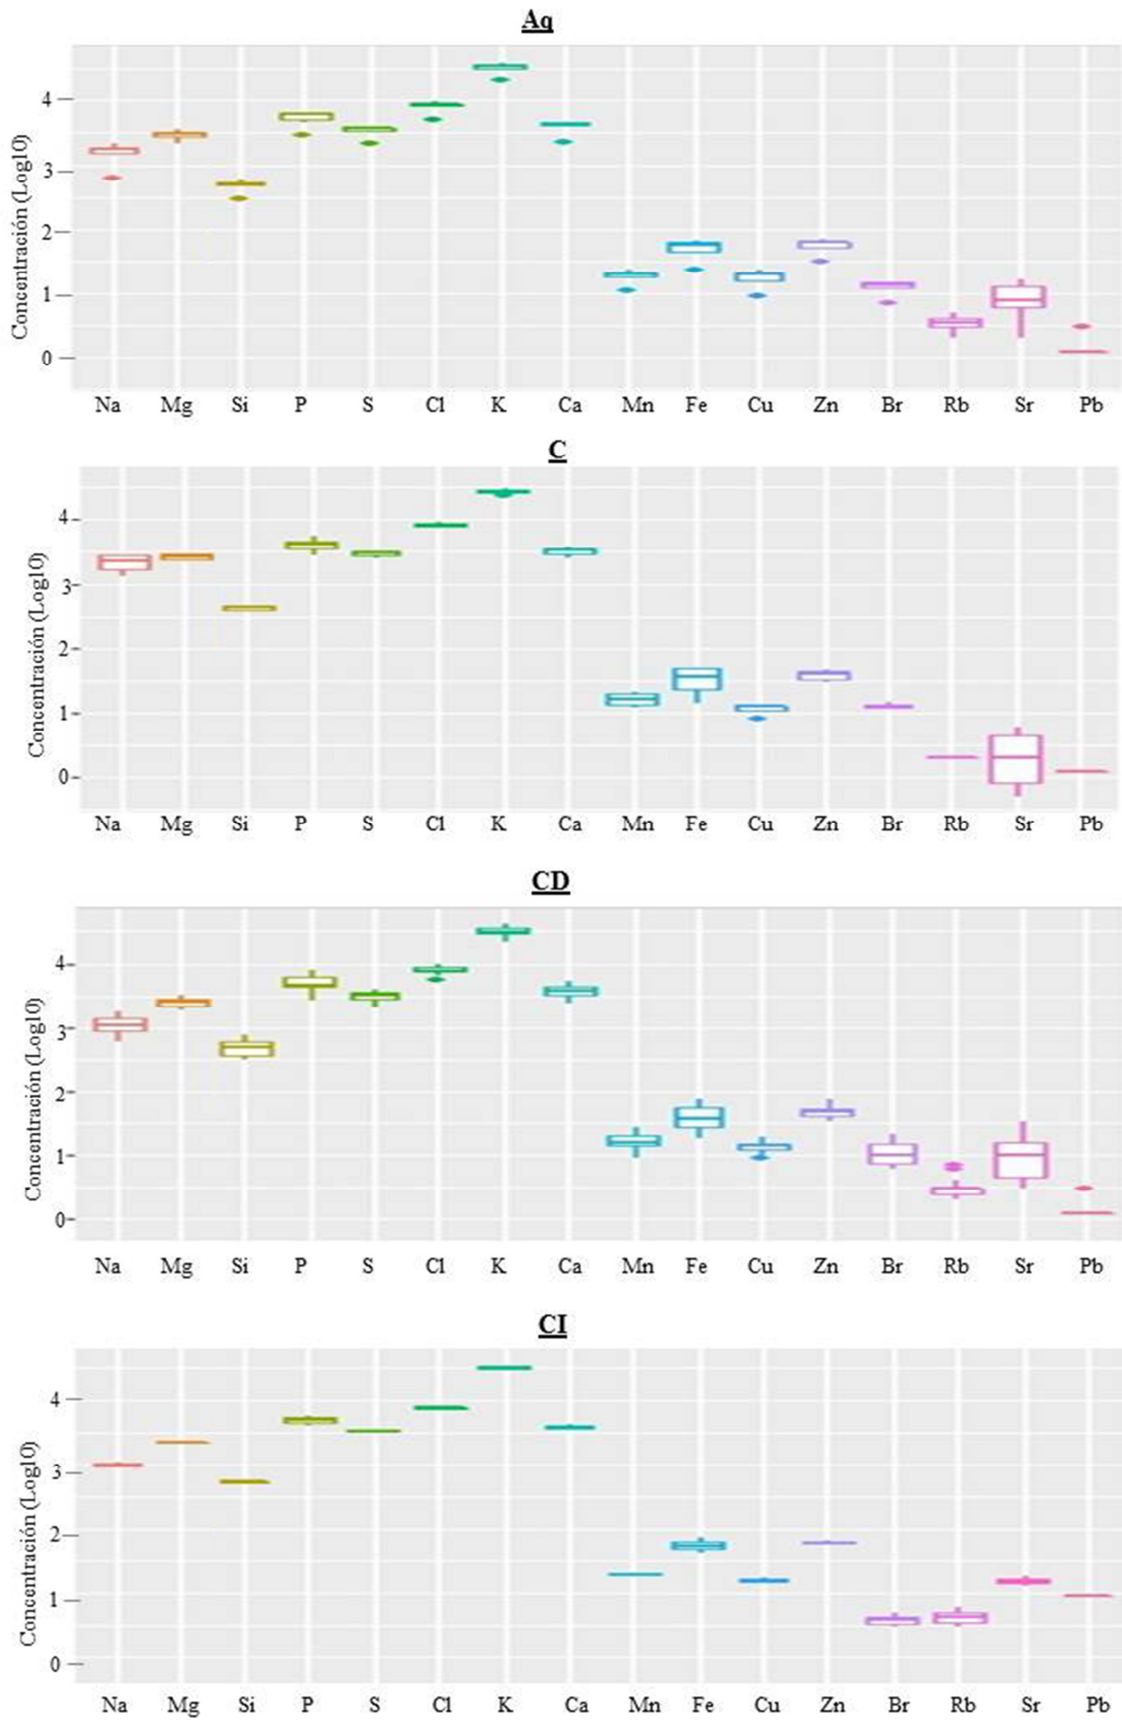 Aq
Concentración (Log10)
4
3
2
1
0
Na Mg Si P S Cl K Ca Mn Fe Cu Zn Br Rb Sr Pb
C
Concentración (Log10)
4
3
2
1
0
Na Mg Si P S Cl K Ca Mn Fe Cu Zn Br Rb Sr Pb
CD
Concentración (Log10)
4
3
2
1
0
Na Mg Si P S Cl K Ca Mn Fe Cu Zn Br Rb Sr Pb
CI
Concentración (Log10)
4
3
2
1
0
Na Mg Si P S Cl K Ca Mn Fe Cu Zn Br Rb Sr Pb